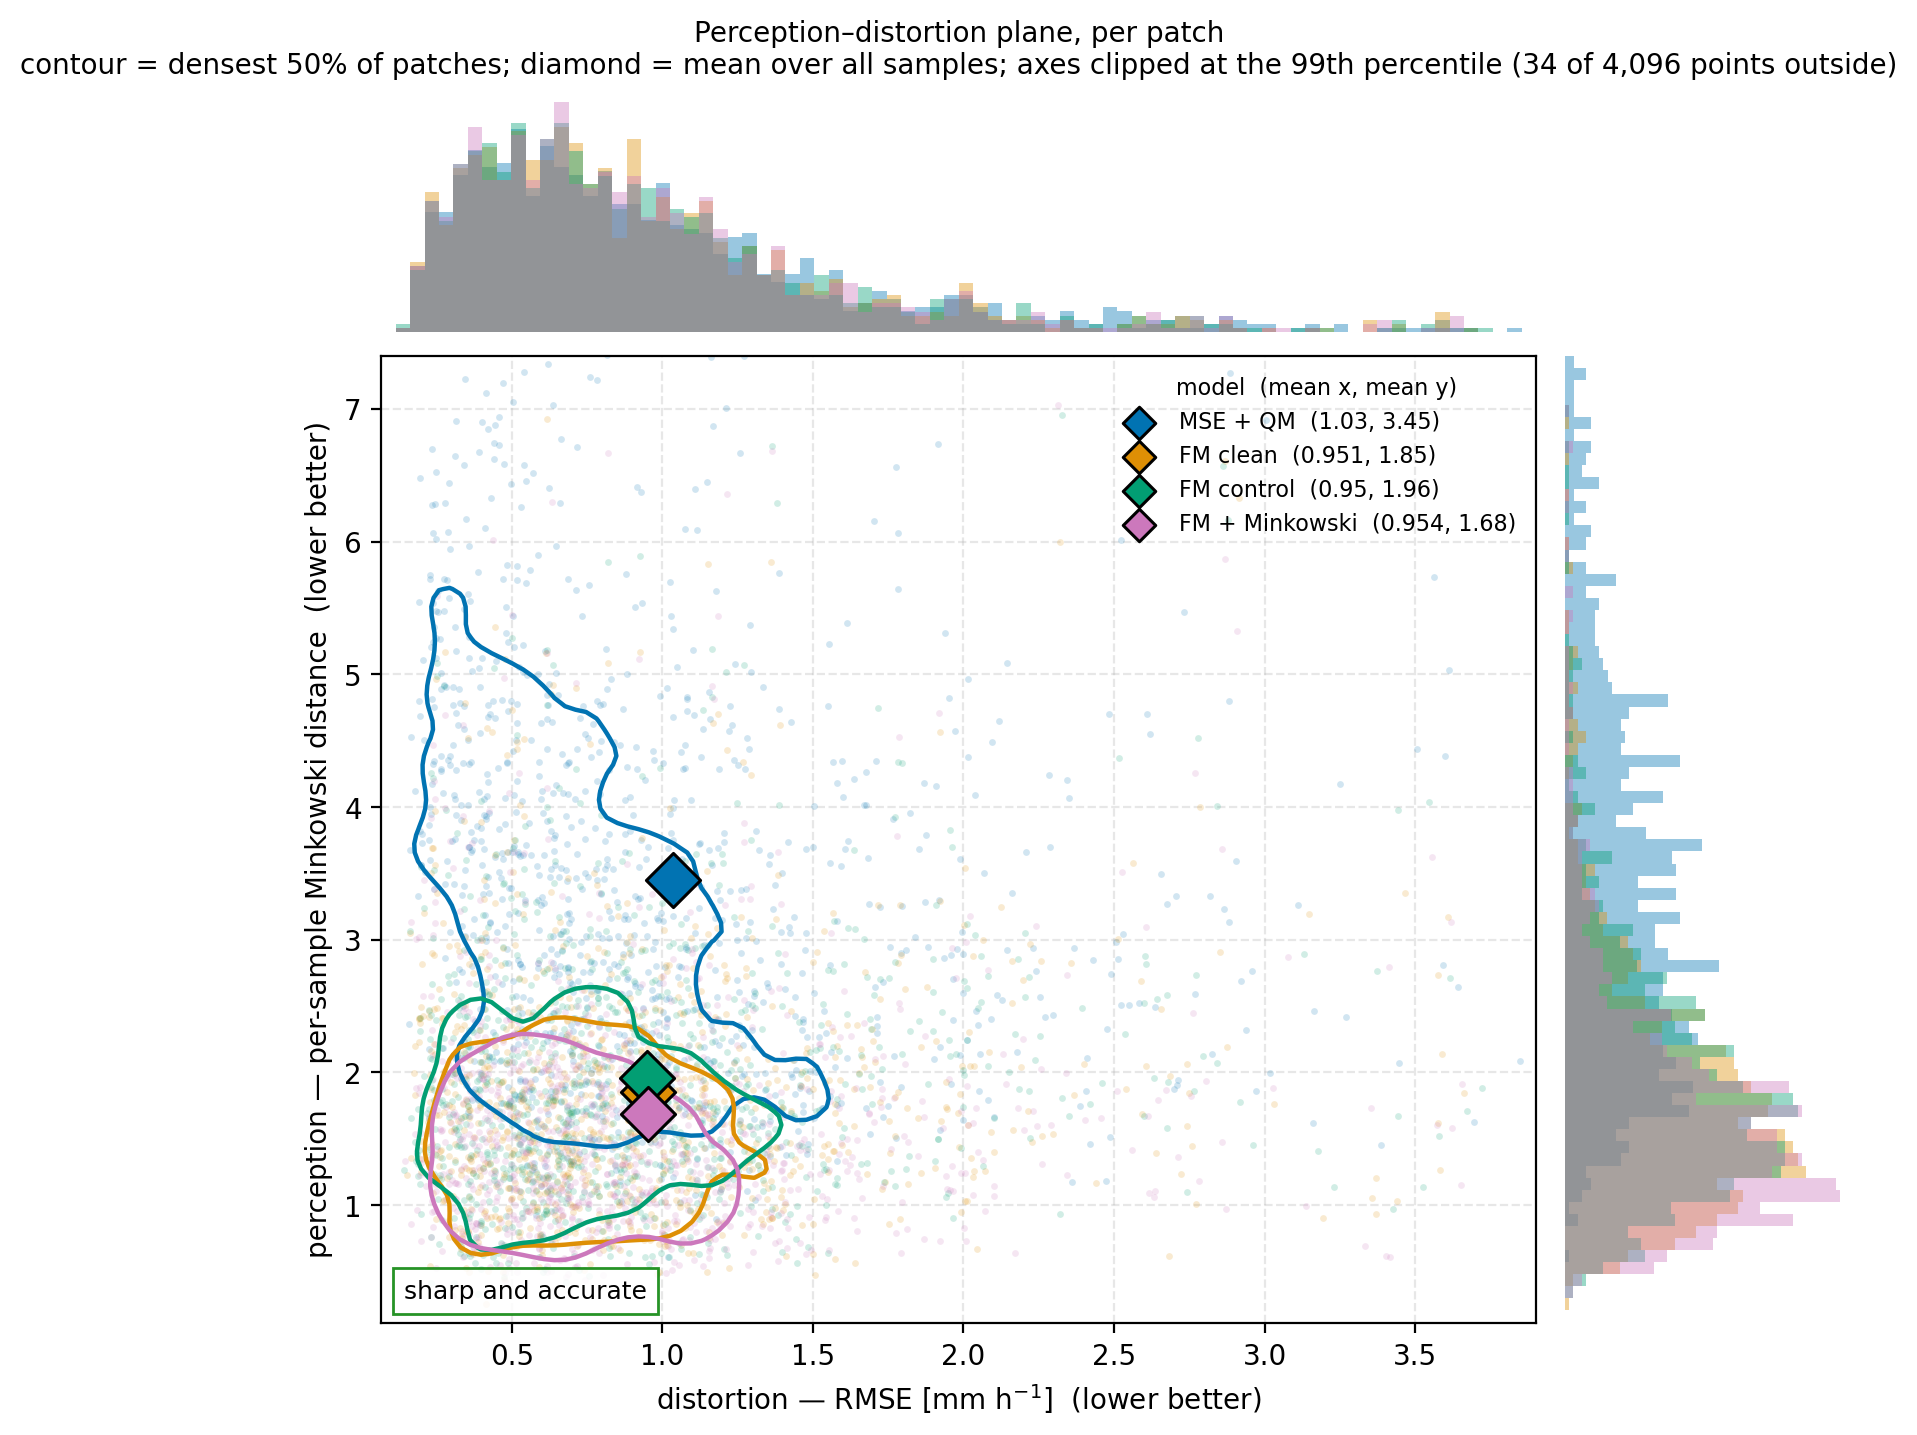 Perception–distortion plane, per patch
contour = densest 50% of patches; diamond = mean over all samples; axes clipped at the 99th percentile (34 of 4,096 points outside)
model (mean x, mean y)
MSE + QM (1.03, 3.45)
FM clean (0.951, 1.85)
FM control (0.95, 1.96)
FM + Minkowski (0.954, 1.68)
perception — per-sample Minkowski distance (lower better)
7
6
5
4
3
2
1
sharp and accurate
0.5 1.0 1.5 2.0 2.5 3.0 3.5
distortion — RMSE [mm h⁻¹] (lower better)